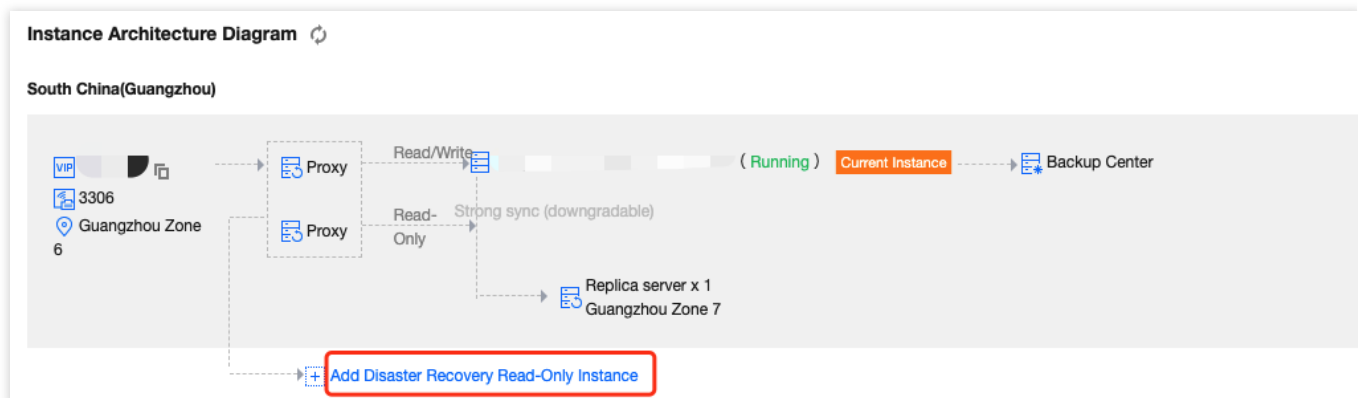 Instance Architecture Diagram
South China(Guangzhou)
VIP
3306
Guangzhou Zone
6
Proxy
Proxy
Read/Write
Read-
Only
( Running )
Current Instance
Backup Center
Strong sync (downgradable)
Replica server x 1
Guangzhou Zone 7
Add Disaster Recovery Read-Only Instance